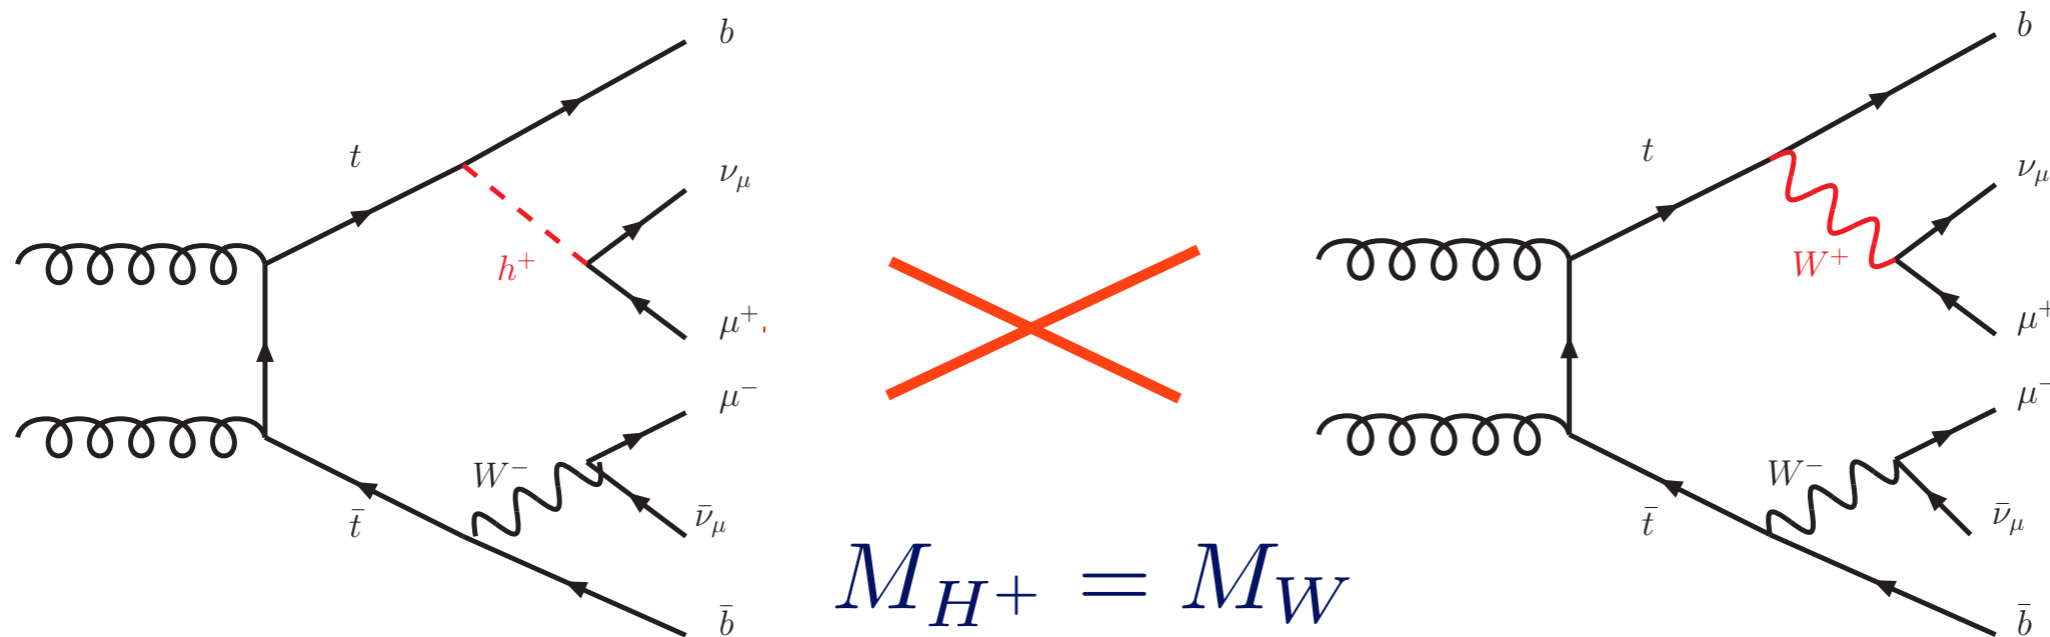 b
b
t
ν_μ
t
ν_μ
h⁺
W⁺
μ⁺
μ⁺
μ⁻
μ⁻
W⁻
W⁻
t̄
ν̄_μ
t̄
ν̄_μ
M_{H⁺} = M_W
b̄
b̄